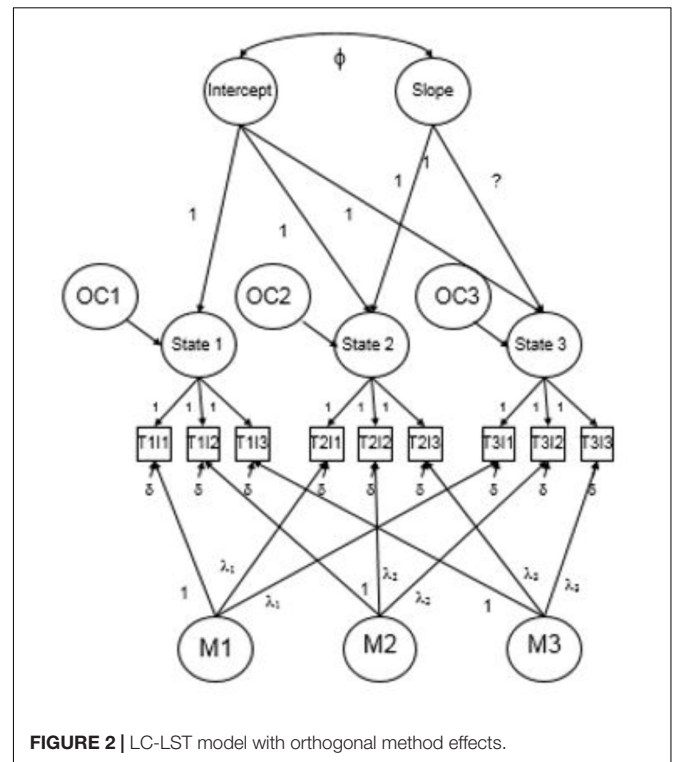 ϕ
Intercept
Slope
1
1
?
1
1
1
OC1
OC2
OC3
State 1
State 2
State 3
1 1 1 1 1 1 1 1 1
T1I1 T1I2 T1I3 T2I1 T2I2 T2I3 T3I1 T3I2 T3I3
δ δ δ δ δ δ δ δ δ
λ₁ λ₂ λ₃
1 λ₁ 1 λ₂ 1 λ₃
M1
M2
M3
FIGURE 2 | LC-LST model with orthogonal method effects.